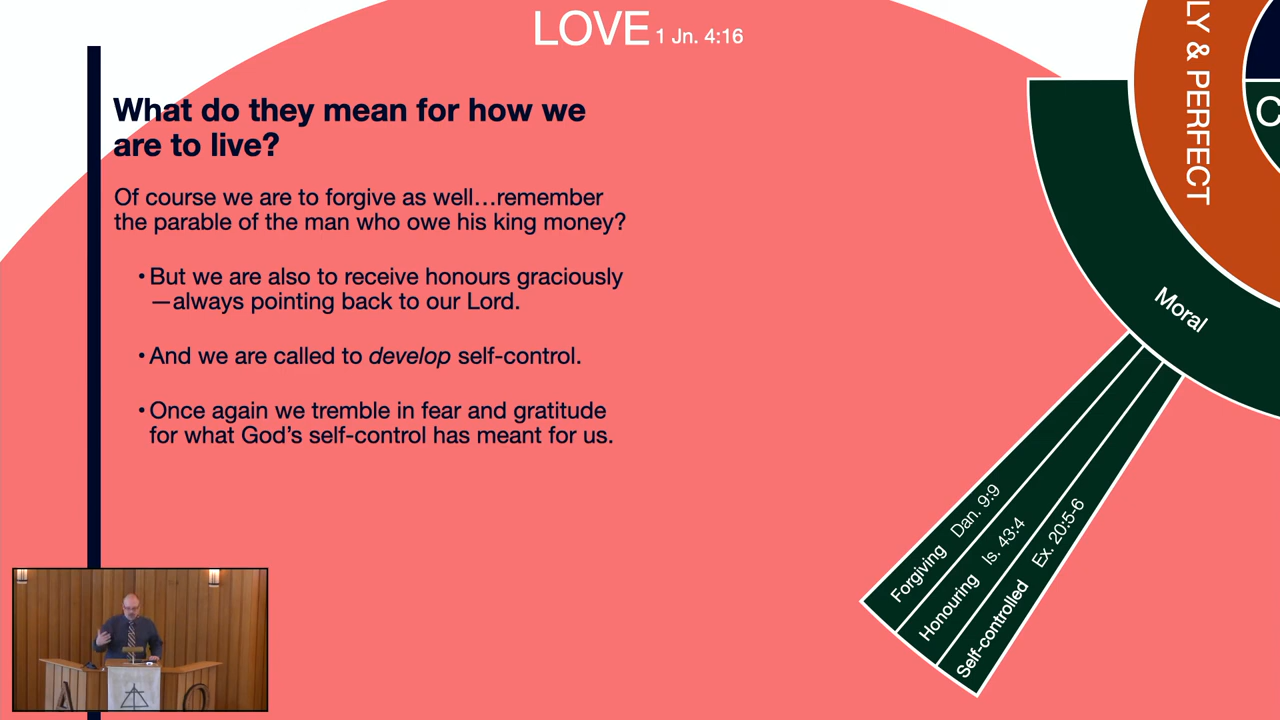 LOVE 1 Jn. 4:16
What do they mean for how we
are to live?
Of course we are to forgive as well…remember
the parable of the man who owe his king money?
•But we are also to receive honours graciously
—always pointing back to our Lord.
•And we are called to develop self-control.
•Once again we tremble in fear and gratitude
for what God's self-control has meant for us.
LY & PERFECT
C
Moral
Forgiving Dan. 9:9
Honouring Is. 43:4
Self-controlled Ex. 20:5-6
A
O